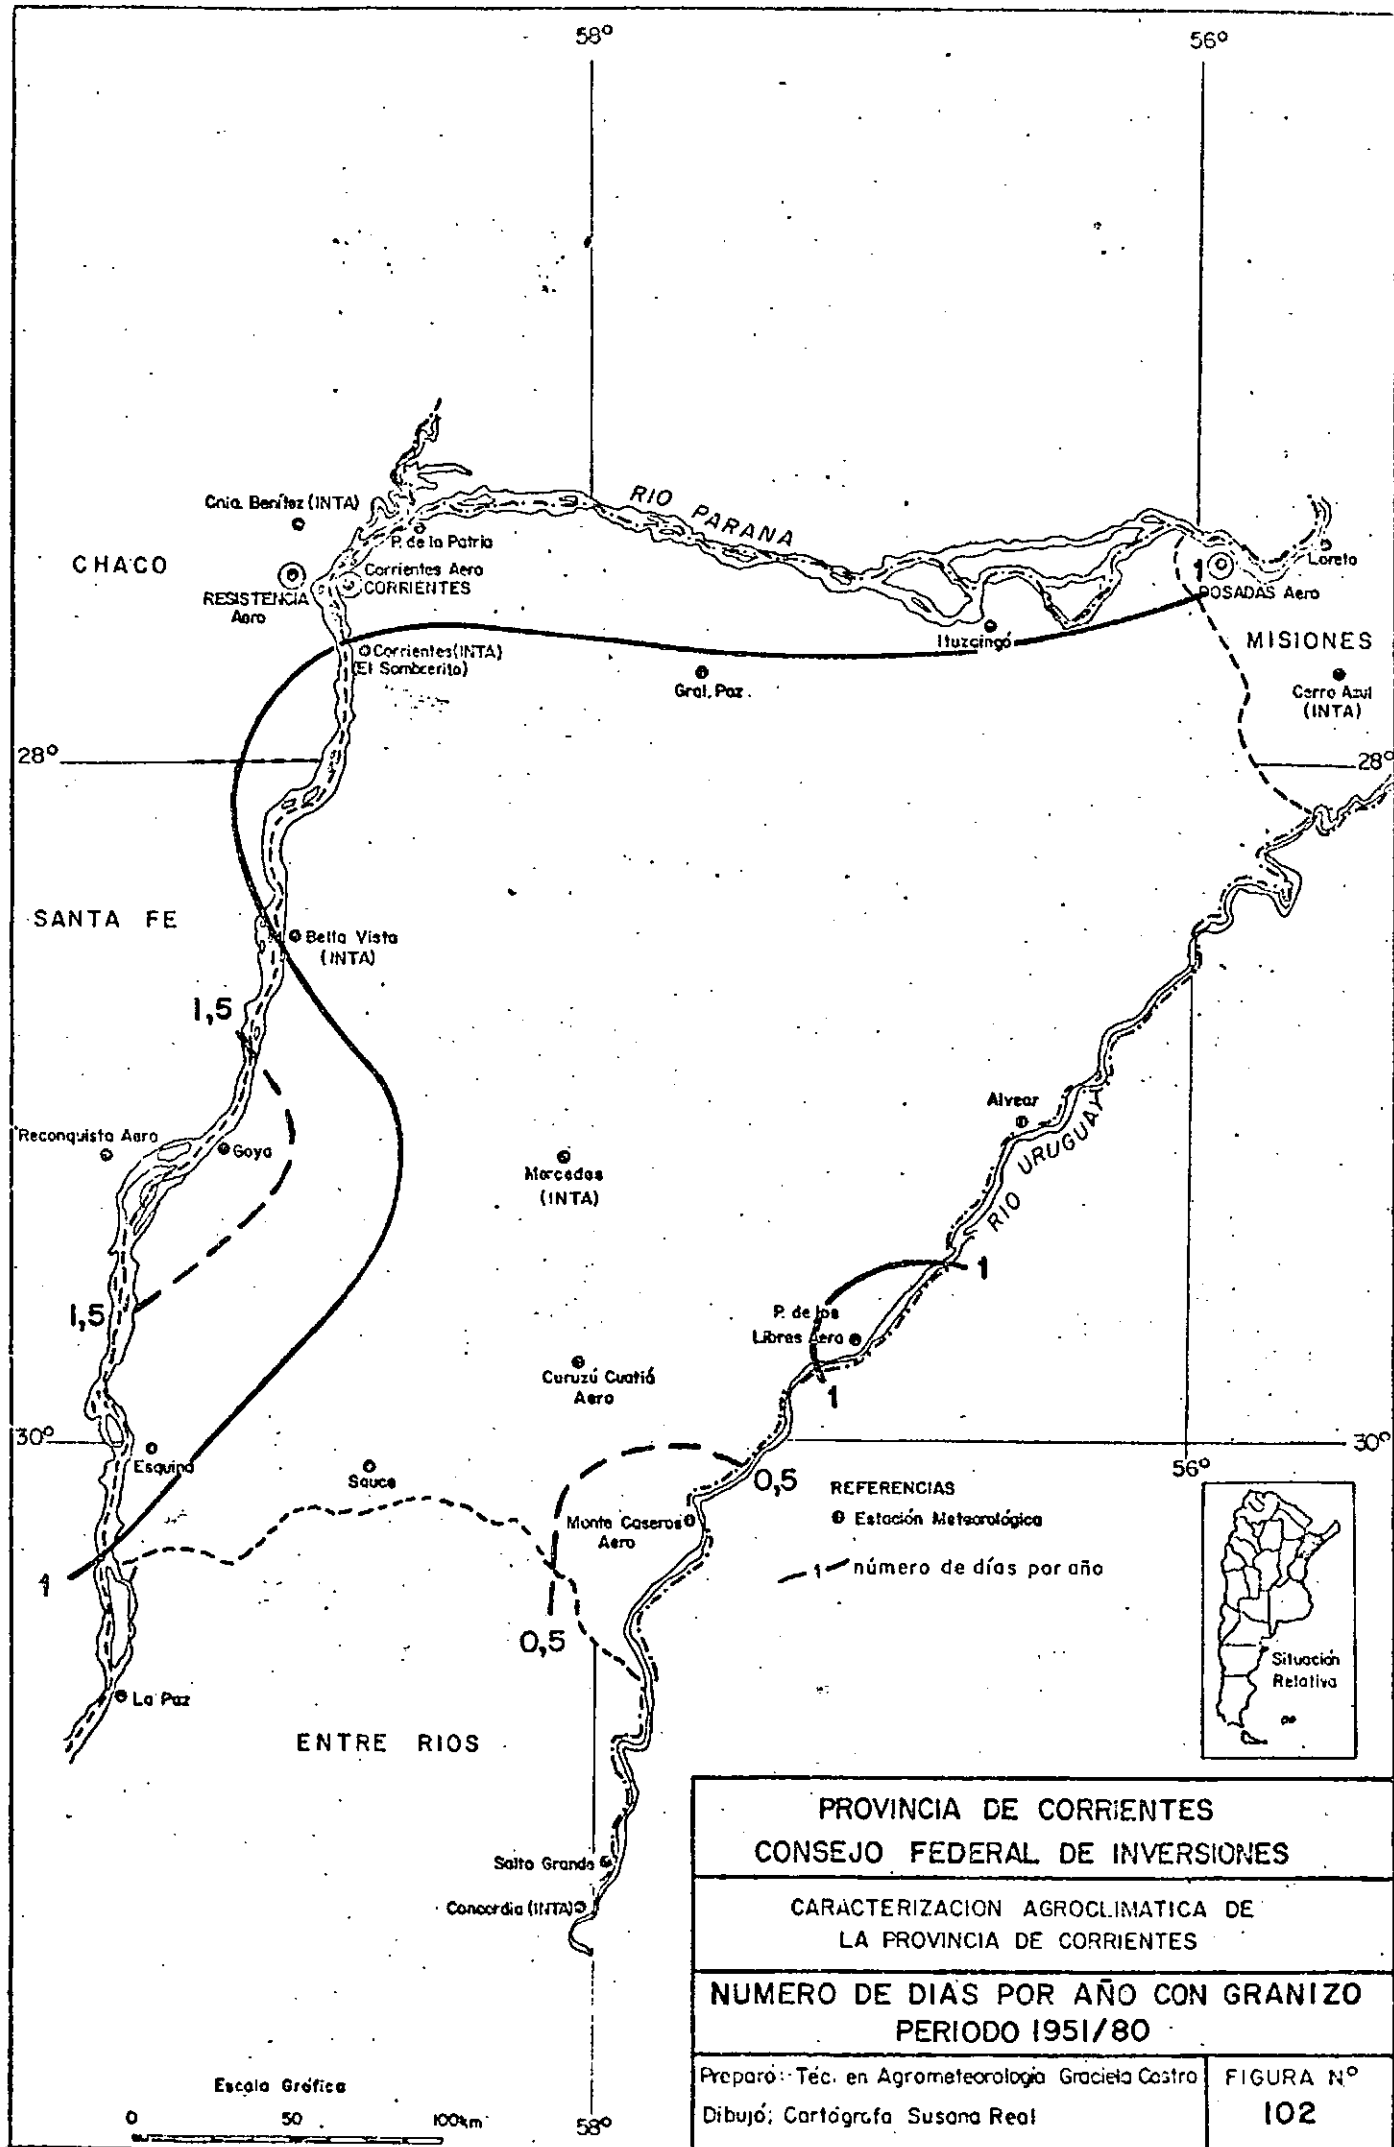 58°
56°
Cnia. Benítez (INTA)
RIO PARANA
P. de la Patria
CHACO
Corrientes Aero
CORRIENTES
RESISTENCIA
Aero
1
Loreto
POSADAS Aero
Ituzaingó
MISIONES
Corrientes (INTA)
(El Sombrerito)
Gral. Paz
Cerro Azul
(INTA)
28°
28°
SANTA FE
Bella Vista
(INTA)
1,5
Alvear
Reconquista Aero
Goya
Mercedes
(INTA)
RIO URUGUAY
1
1,5
P. de los
Libres Aero
Curuzú Cuatiá
Aero
1
30°
30°
Esquina
Sauce
0,5
56°
REFERENCIAS
Estación Meteorológica
Monte Caseros
Aero
1 número de días por año
1
0,5
Situación
Relativa
La Paz
ENTRE RIOS
PROVINCIA DE CORRIENTES
CONSEJO FEDERAL DE INVERSIONES
Salto Grande
Concordia (INTA)
CARACTERIZACION AGROCLIMATICA DE
LA PROVINCIA DE CORRIENTES
NUMERO DE DIAS POR AÑO CON GRANIZO
PERIODO 1951/80
Preparó: Téc. en Agrometeorología Graciela Castro
Dibujó: Cartógrafa Susana Real
FIGURA Nº
102
Escala Gráfica
0 50 100km
58°